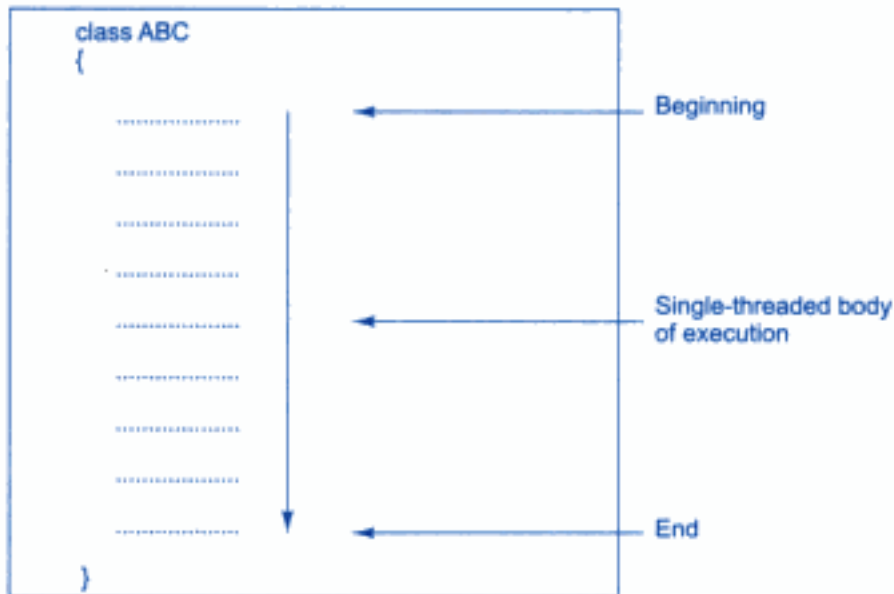 class ABC
{
Beginning
Single-threaded body
of execution
End
}